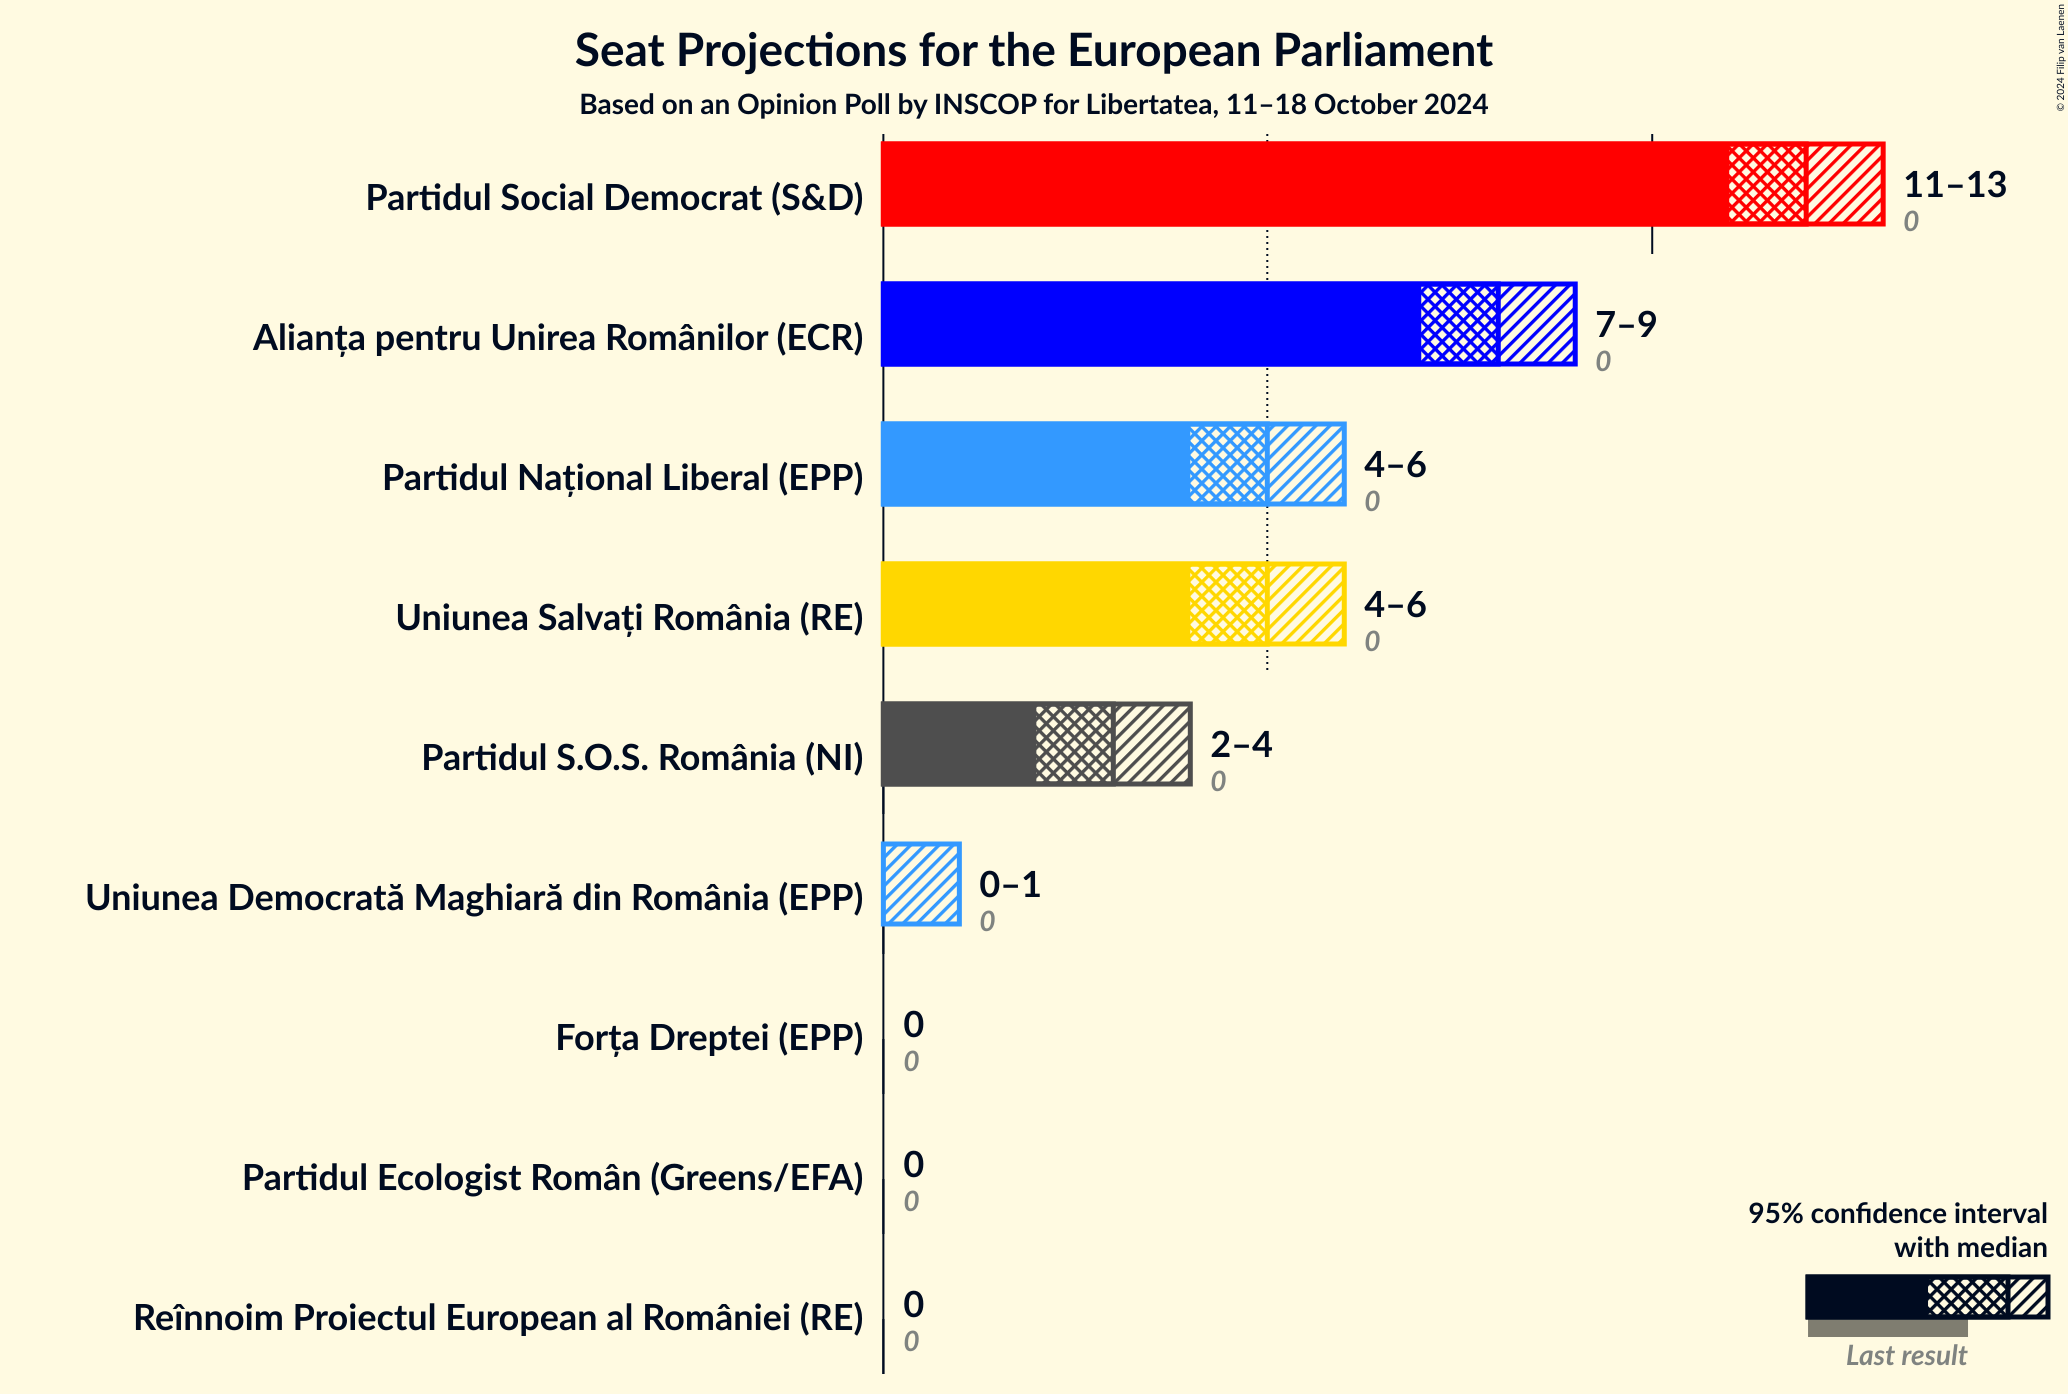 Seat Projections for the European Parliament
Based on an Opinion Poll by INSCOP for Libertatea, 11–18 October 2024
© 2024 Filip van Laenen
Partidul Social Democrat (S&D)
11–13
0
Alianța pentru Unirea Românilor (ECR)
7–9
0
Partidul Național Liberal (EPP)
4–6
0
Uniunea Salvați România (RE)
4–6
0
Partidul S.O.S. România (NI)
2–4
0
Uniunea Democrată Maghiară din România (EPP)
0–1
0
Forța Dreptei (EPP)
0
0
Partidul Ecologist Român (Greens/EFA)
0
0
Reînnoim Proiectul European al României (RE)
0
0
95% confidence interval
with median
Last result